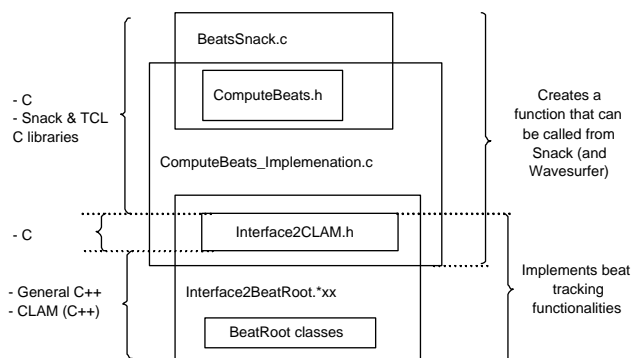 BeatsSnack.c
ComputeBeats.h
ComputeBeats_Implemenation.c
Interface2CLAM.h
Interface2BeatRoot.*xx
BeatRoot classes
- C
- Snack & TCL
C libraries
- C
- General C++
- CLAM (C++)
Creates a
function that can
be called from
Snack (and
Wavesurfer)
Implements beat
tracking
functionalities